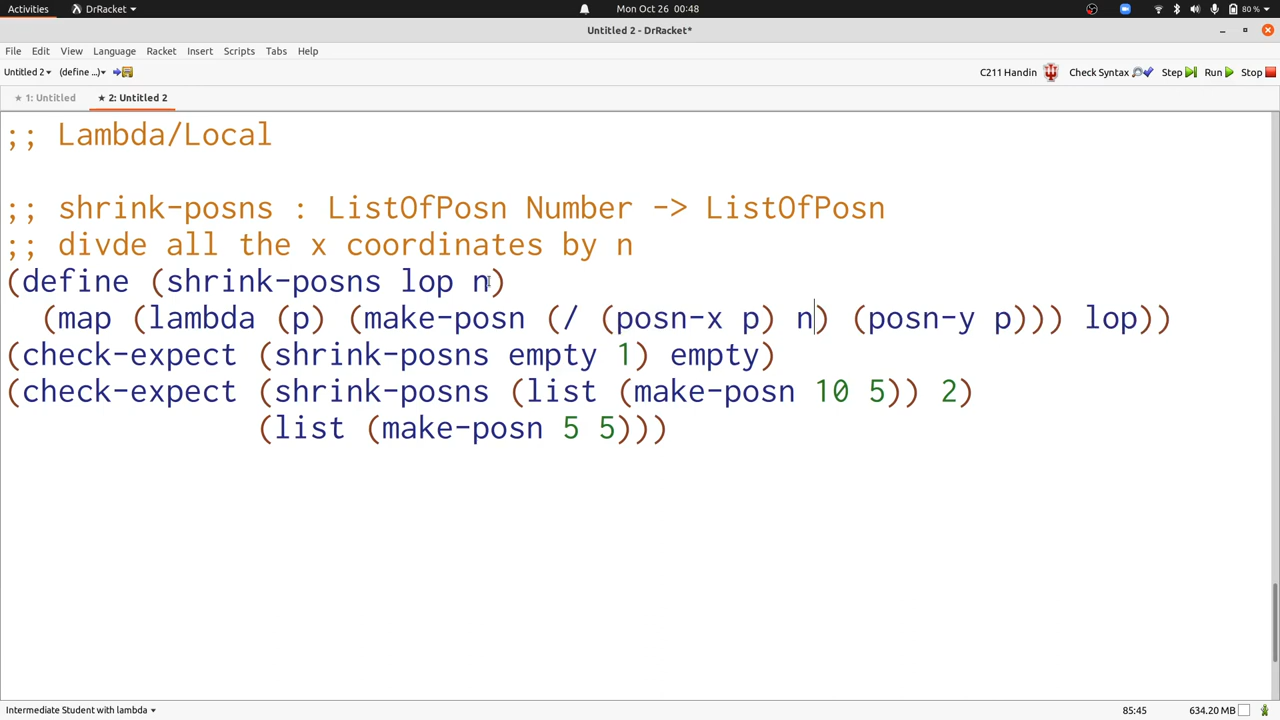 Activities DrRacket Mon Oct 26 00:48 80 %
Untitled 2 - DrRacket*
File Edit View Language Racket Insert Scripts Tabs Help
Untitled 2 (define ...) C211 Handin Check Syntax Step Run Stop
★ 1: Untitled ★ 2: Untitled 2
;; Lambda/Local
;; shrink-posns : ListOfPosn Number -> ListOfPosn
;; divde all the x coordinates by n
(define (shrink-posns lop n)
(map (lambda (p) (make-posn (/ (posn-x p) n) (posn-y p))) lop))
(check-expect (shrink-posns empty 1) empty)
(check-expect (shrink-posns (list (make-posn 10 5)) 2)
(list (make-posn 5 5)))
Intermediate Student with lambda 85:45 634.20 MB